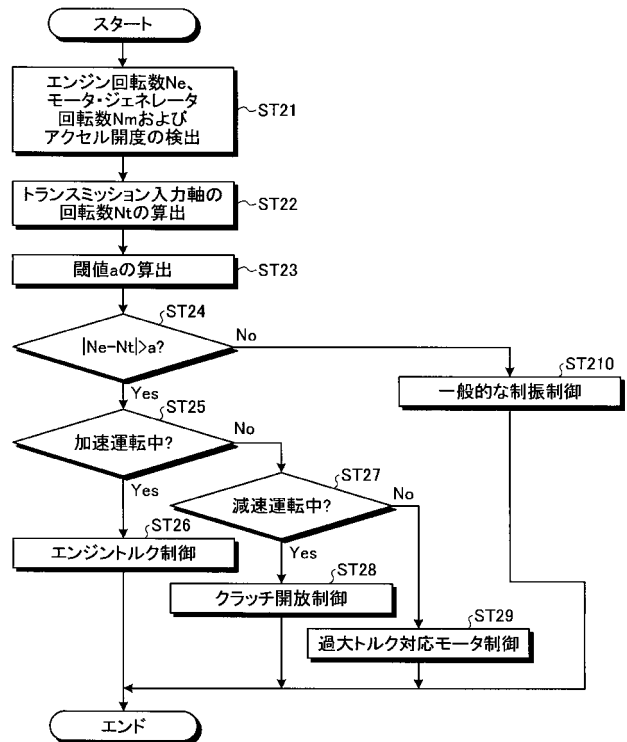 スタート
エンジン回転数Ne、
モータ・ジェネレータ
回転数Nmおよび
アクセル開度の検出
ST21
トランスミッション入力軸の
回転数Ntの算出
ST22
閾値aの算出
ST23
ST24
|Ne-Nt|>a?
No
Yes
ST210
一般的な制振制御
ST25
加速運転中?
No
Yes
ST27
減速運転中?
No
Yes
ST26
エンジントルク制御
ST28
クラッチ開放制御
ST29
過大トルク対応モータ制御
エンド